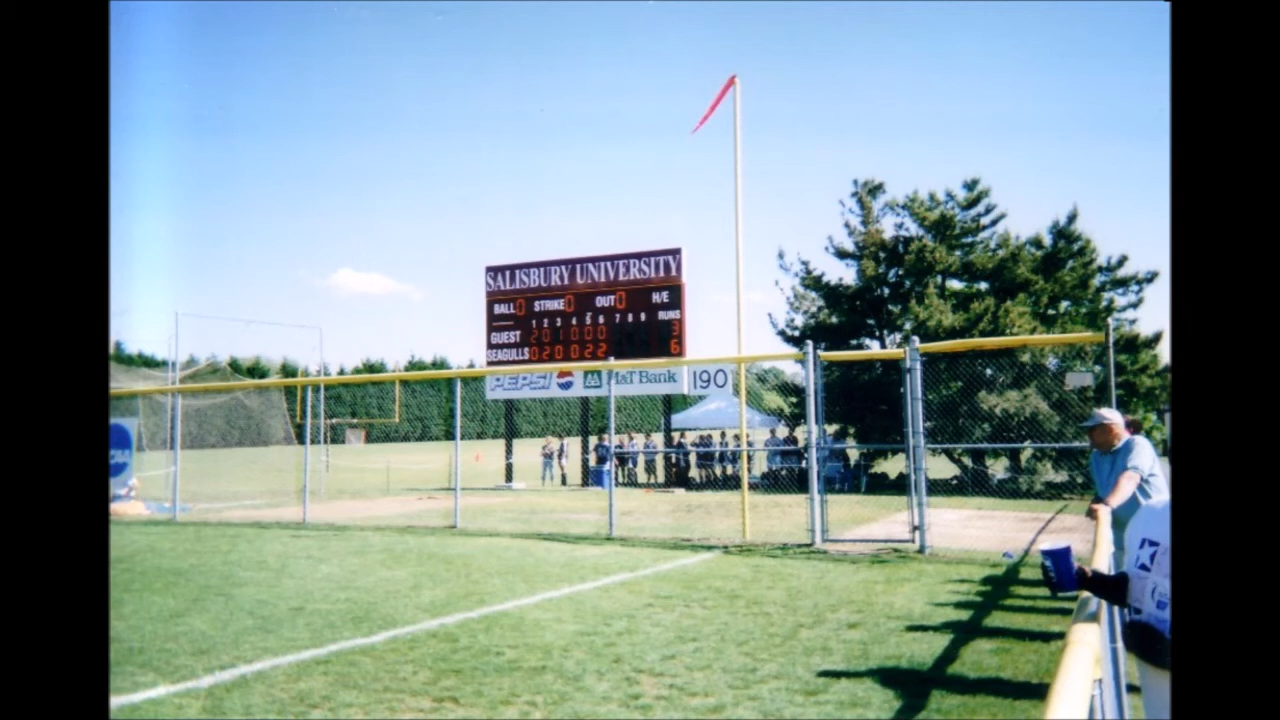 SALISBURY UNIVERSITY
BALL 0 STRIKE 0 OUT 0 H/E
1 2 3 4 5 6 7 8 9 RUNS
GUEST 2 0 1 0 0 0 3
SEAGULLS 0 2 0 0 2 2 6
PEPSI M&T Bank 190